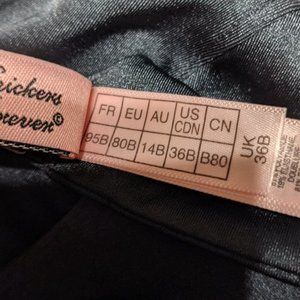 Knickers
Forever©
FR EU AU US CDN CN
95B 80B 14B 36B B80
UK
36B